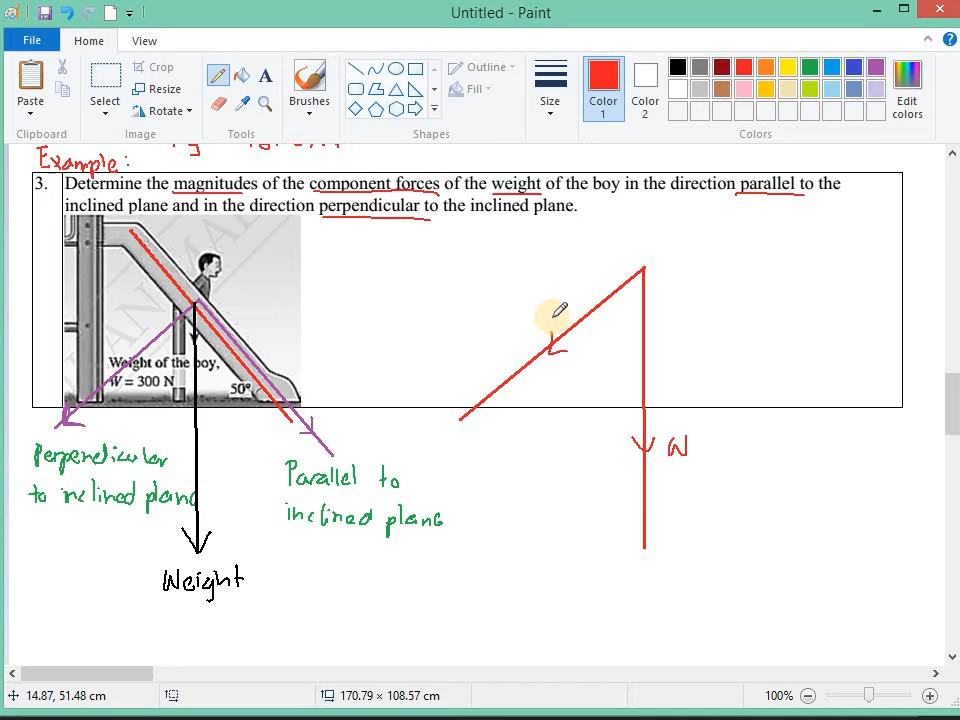 Untitled - Paint
File Home View
Paste
Select
Crop
Resize
Rotate
A
Brushes
Outline
Fill
Size
Color 1
Color 2
Edit colors
Clipboard Image Tools Shapes Colors
Example:
3. Determine the magnitudes of the component forces of the weight of the boy in the direction parallel to the
inclined plane and in the direction perpendicular to the inclined plane.
Weight of the boy,
W = 300 N
50°
W
Perpendicular
to inclined plane
Parallel to
inclined plane
Weight
14.87, 51.48 cm
170.79 × 108.57 cm
100%